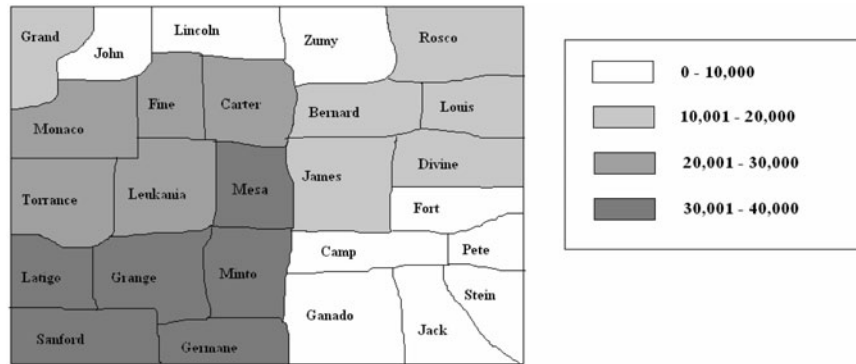 Grand
John
Lincoln
Zumy
Rosco
Monaco
Fine
Carter
Bernard
Louis
Torrance
Leukania
Mesa
James
Divine
Fort
Latigo
Grange
Minto
Camp
Pete
Sanford
Germane
Ganado
Jack
Stein
0 - 10,000
10,001 - 20,000
20,001 - 30,000
30,001 - 40,000